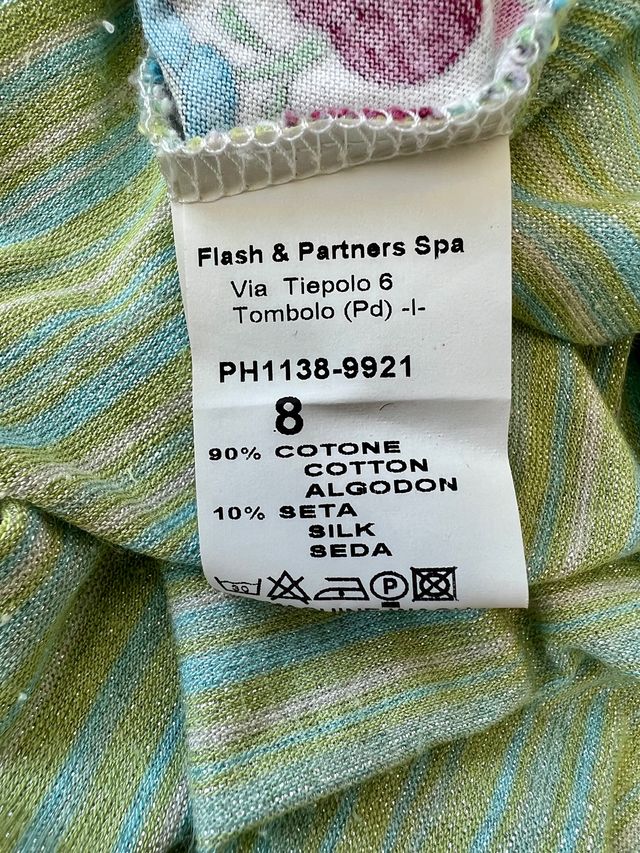 Flash & Partners Spa
Via Tiepolo 6
Tombolo (Pd) -I-
PH1138-9921
8
90% COTONE
COTTON
ALGODON
10% SETA
SILK
SEDA
30 P